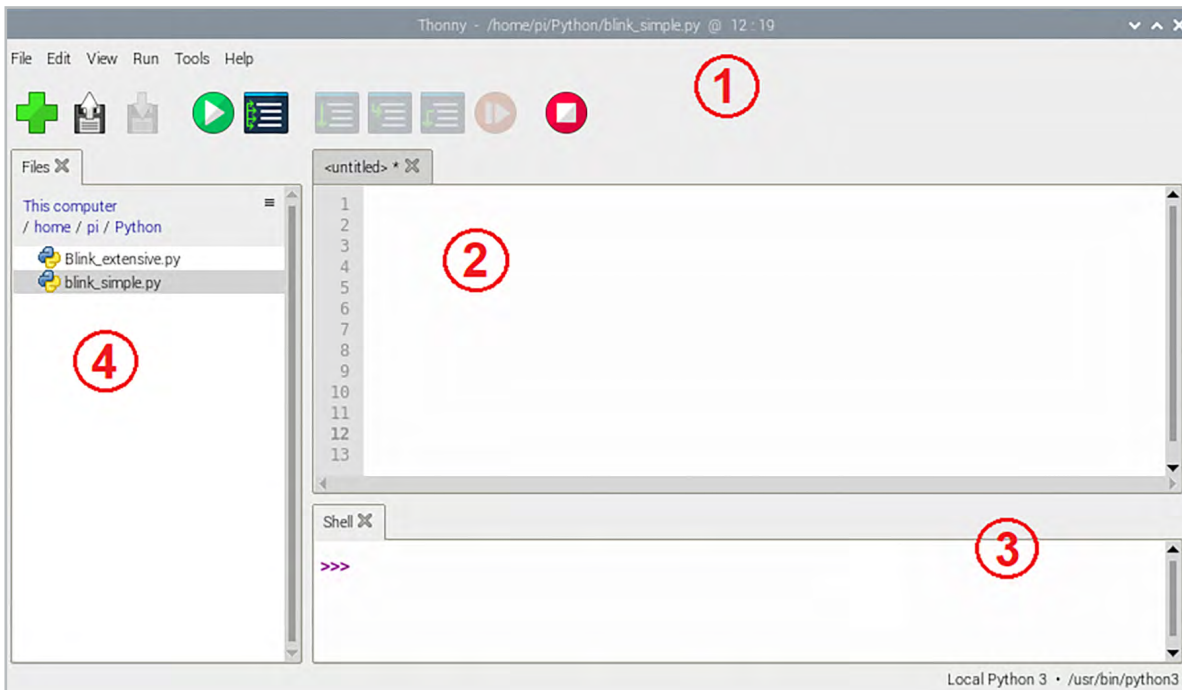 Thonny - /home/pi/Python/blink_simple.py @ 12 : 19
File Edit View Run Tools Help
1
Files
This computer
/ home / pi / Python
Blink_extensive.py
blink_simple.py
4
<untitled> *
1
2
3
4
5
6
7
8
9
10
11
12
13
2
Shell
3
>>>
Local Python 3 • /usr/bin/python3